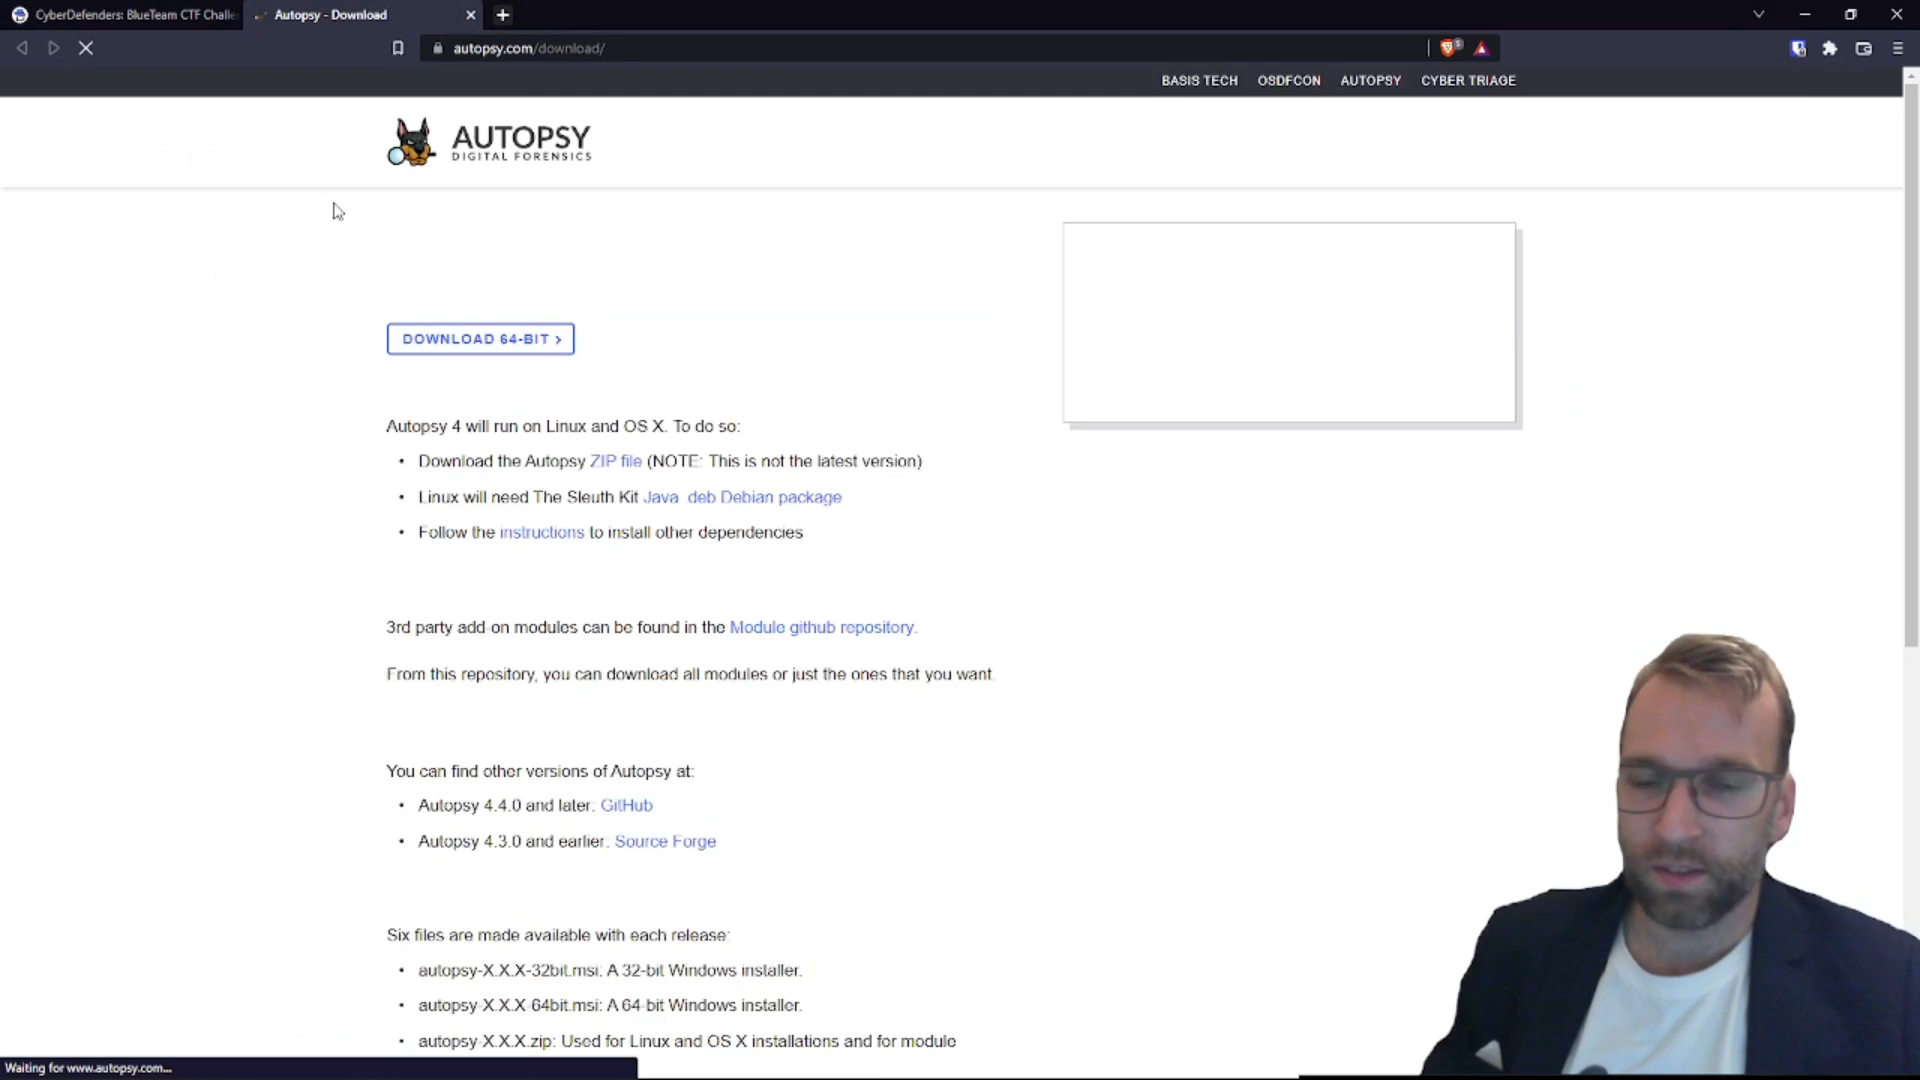 CyberDefenders: BlueTeam CTF Challe
Autopsy - Download
autopsy.com/download/
BASIS TECH OSDFCON AUTOPSY CYBER TRIAGE
AUTOPSY
DIGITAL FORENSICS
DOWNLOAD 64-BIT >
Autopsy 4 will run on Linux and OS X. To do so:
• Download the Autopsy ZIP file (NOTE: This is not the latest version)
• Linux will need The Sleuth Kit Java .deb Debian package
• Follow the instructions to install other dependencies
3rd party add-on modules can be found in the Module github repository.
From this repository, you can download all modules or just the ones that you want.
You can find other versions of Autopsy at:
• Autopsy 4.4.0 and later: GitHub
• Autopsy 4.3.0 and earlier: Source Forge
Six files are made available with each release:
• autopsy-X.X.X-32bit.msi: A 32-bit Windows installer.
• autopsy-X.X.X-64bit.msi: A 64-bit Windows installer.
• autopsy-X.X.X.zip: Used for Linux and OS X installations and for module
Waiting for www.autopsy.com...